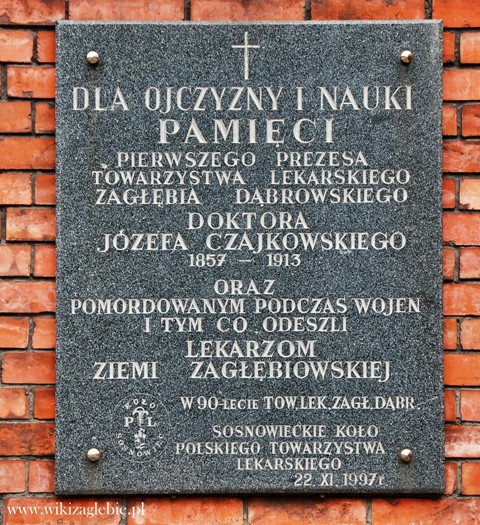 DLA OJCZYZNY I NAUKI
PAMIĘCI
PIERWSZEGO PREZESA
TOWARZYSTWA LEKARSKIEGO
ZAGŁĘBIA DĄBROWSKIEGO
DOKTORA
JÓZEFA CZAJKOWSKIEGO
1857 – 1913
ORAZ
POMORDOWANYM PODCZAS WOJEN
I TYM CO ODESZLI
LEKARZOM
ZIEMI ZAGŁĘBIOWSKIEJ
W 90-LECIE TOW. LEK. ZAGŁ. DĄBR.
KOŁO
PTL
SOSNOWIEC
SOSNOWIECKIE KOŁO
POLSKIEGO TOWARZYSTWA
LEKARSKIEGO
22. XI. 1997 r
www.wikizaglebie.pl